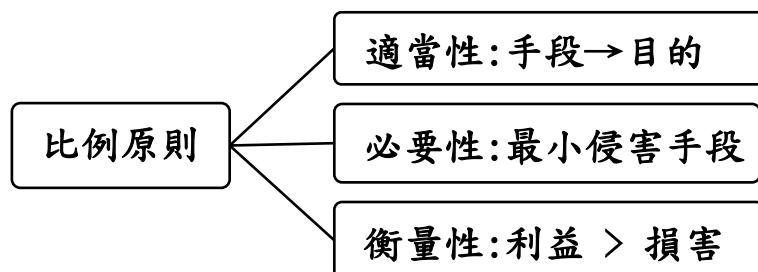 適當性:手段→目的
比例原則
必要性:最小侵害手段
衡量性:利益 > 損害